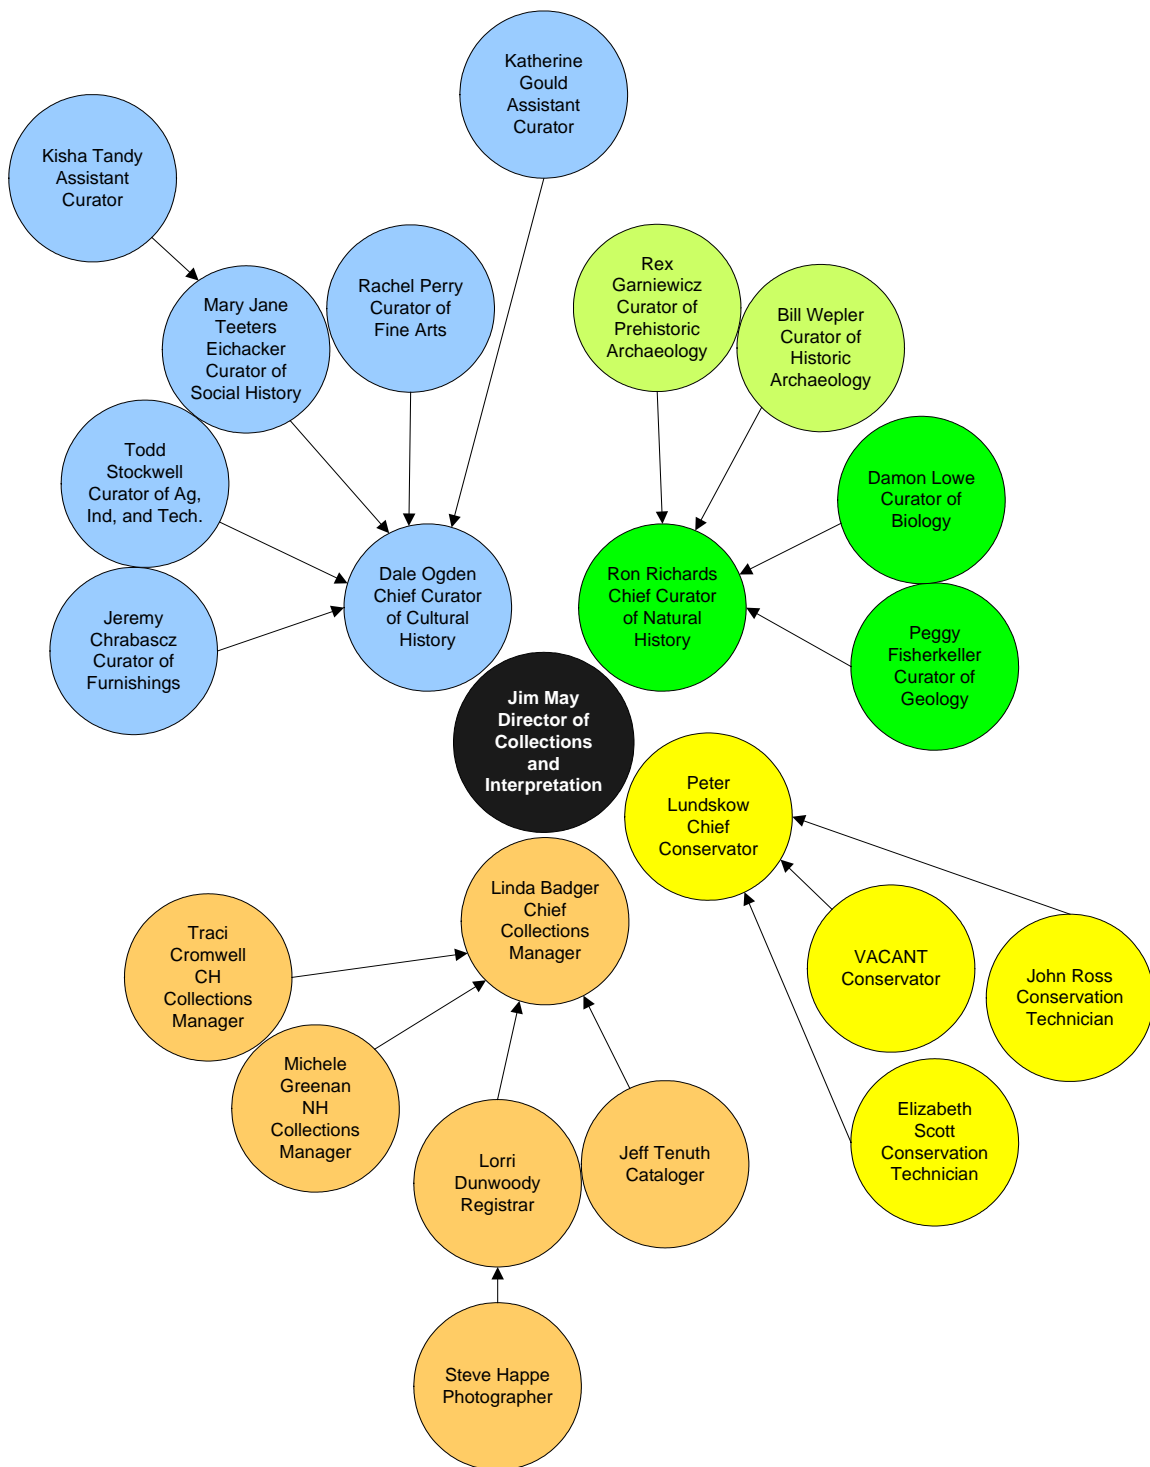 Katherine
Gould
Assistant
Curator
Kisha Tandy
Assistant
Curator
Mary Jane
Teeters
Eichacker
Curator of
Social History
Rachel Perry
Curator of
Fine Arts
Rex
Garniewicz
Curator of
Prehistoric
Archaeology
Bill Wepler
Curator of
Historic
Archaeology
Todd
Stockwell
Curator of Ag,
Ind, and Tech.
Damon Lowe
Curator of
Biology
Jeremy
Chrabascz
Curator of
Furnishings
Dale Ogden
Chief Curator
of Cultural
History
Ron Richards
Chief Curator
of Natural
History
Peggy
Fisherkeller
Curator of
Geology
Jim May
Director of
Collections
and
Interpretation
Peter
Lundskow
Chief
Conservator
Linda Badger
Chief
Collections
Manager
Traci
Cromwell
CH
Collections
Manager
VACANT
Conservator
John Ross
Conservation
Technician
Michele
Greenan
NH
Collections
Manager
Lorri
Dunwoody
Registrar
Jeff Tenuth
Cataloger
Elizabeth
Scott
Conservation
Technician
Steve Happe
Photographer